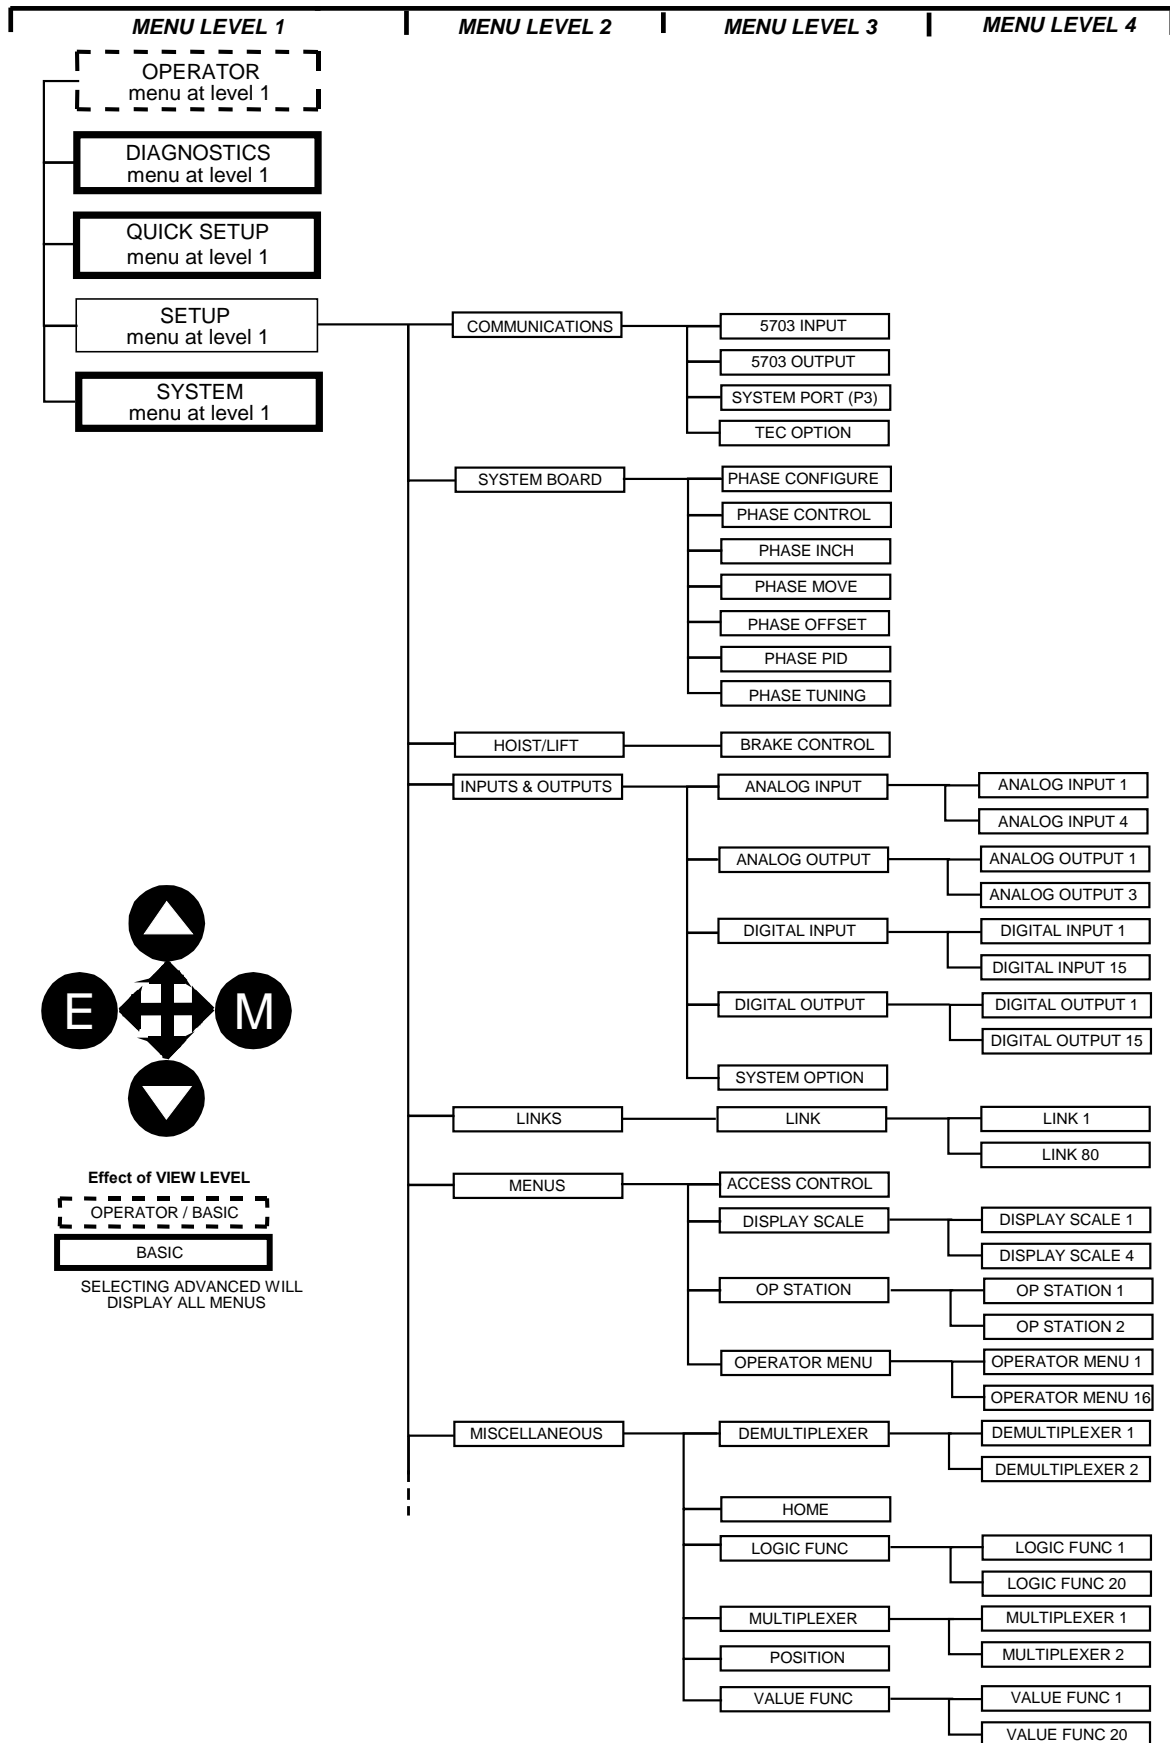 MENU LEVEL 1
MENU LEVEL 2
MENU LEVEL 3
MENU LEVEL 4
OPERATOR
menu at level 1
DIAGNOSTICS
menu at level 1
QUICK SETUP
menu at level 1
SETUP
menu at level 1
SYSTEM
menu at level 1
COMMUNICATIONS
5703 INPUT
5703 OUTPUT
SYSTEM PORT (P3)
TEC OPTION
SYSTEM BOARD
PHASE CONFIGURE
PHASE CONTROL
PHASE INCH
PHASE MOVE
PHASE OFFSET
PHASE PID
PHASE TUNING
HOIST/LIFT
BRAKE CONTROL
INPUTS & OUTPUTS
ANALOG INPUT
ANALOG INPUT 1
ANALOG INPUT 4
ANALOG OUTPUT
ANALOG OUTPUT 1
ANALOG OUTPUT 3
DIGITAL INPUT
DIGITAL INPUT 1
DIGITAL INPUT 15
DIGITAL OUTPUT
DIGITAL OUTPUT 1
DIGITAL OUTPUT 15
SYSTEM OPTION
LINKS
LINK
LINK 1
LINK 80
MENUS
ACCESS CONTROL
DISPLAY SCALE
DISPLAY SCALE 1
DISPLAY SCALE 4
OP STATION
OP STATION 1
OP STATION 2
OPERATOR MENU
OPERATOR MENU 1
OPERATOR MENU 16
MISCELLANEOUS
DEMULTIPLEXER
DEMULTIPLEXER 1
DEMULTIPLEXER 2
HOME
LOGIC FUNC
LOGIC FUNC 1
LOGIC FUNC 20
MULTIPLEXER
MULTIPLEXER 1
MULTIPLEXER 2
POSITION
VALUE FUNC
VALUE FUNC 1
VALUE FUNC 20
E
M
Effect of VIEW LEVEL
OPERATOR / BASIC
BASIC
SELECTING ADVANCED WILL
DISPLAY ALL MENUS